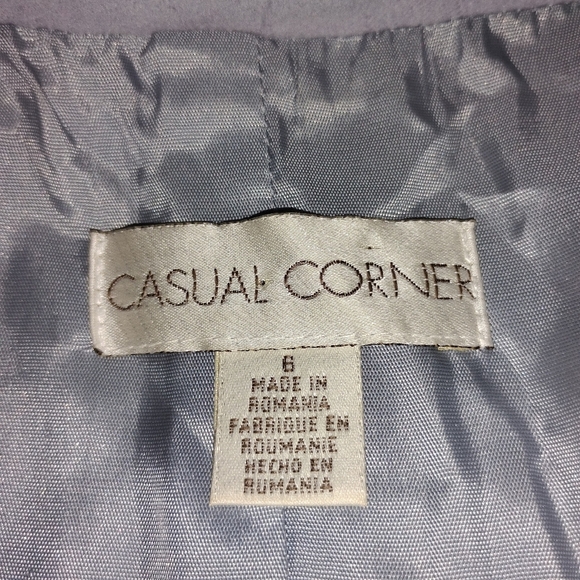 CASUAL CORNER
6
MADE IN
ROMANIA
FABRIQUE EN
ROUMANIE
HECHO EN
RUMANIA